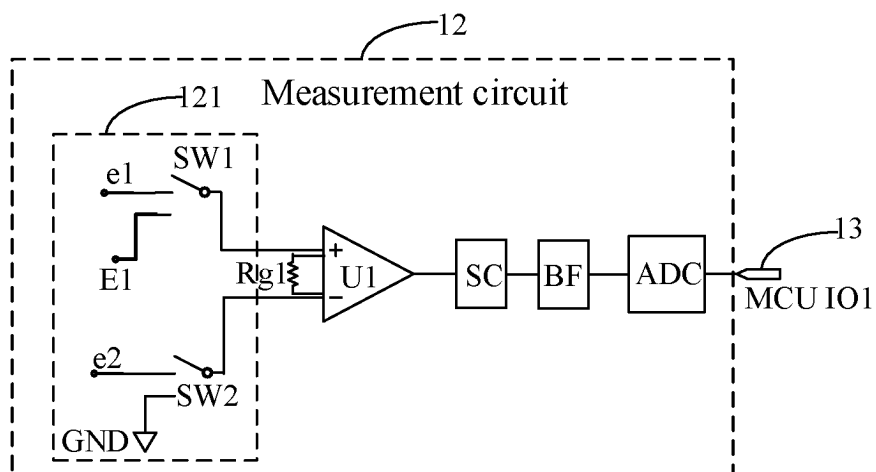 12
Measurement circuit
121
SW1
e1
E1
Rg1
+
−
U1
SC
BF
ADC
13
MCU IO1
e2
SW2
GND